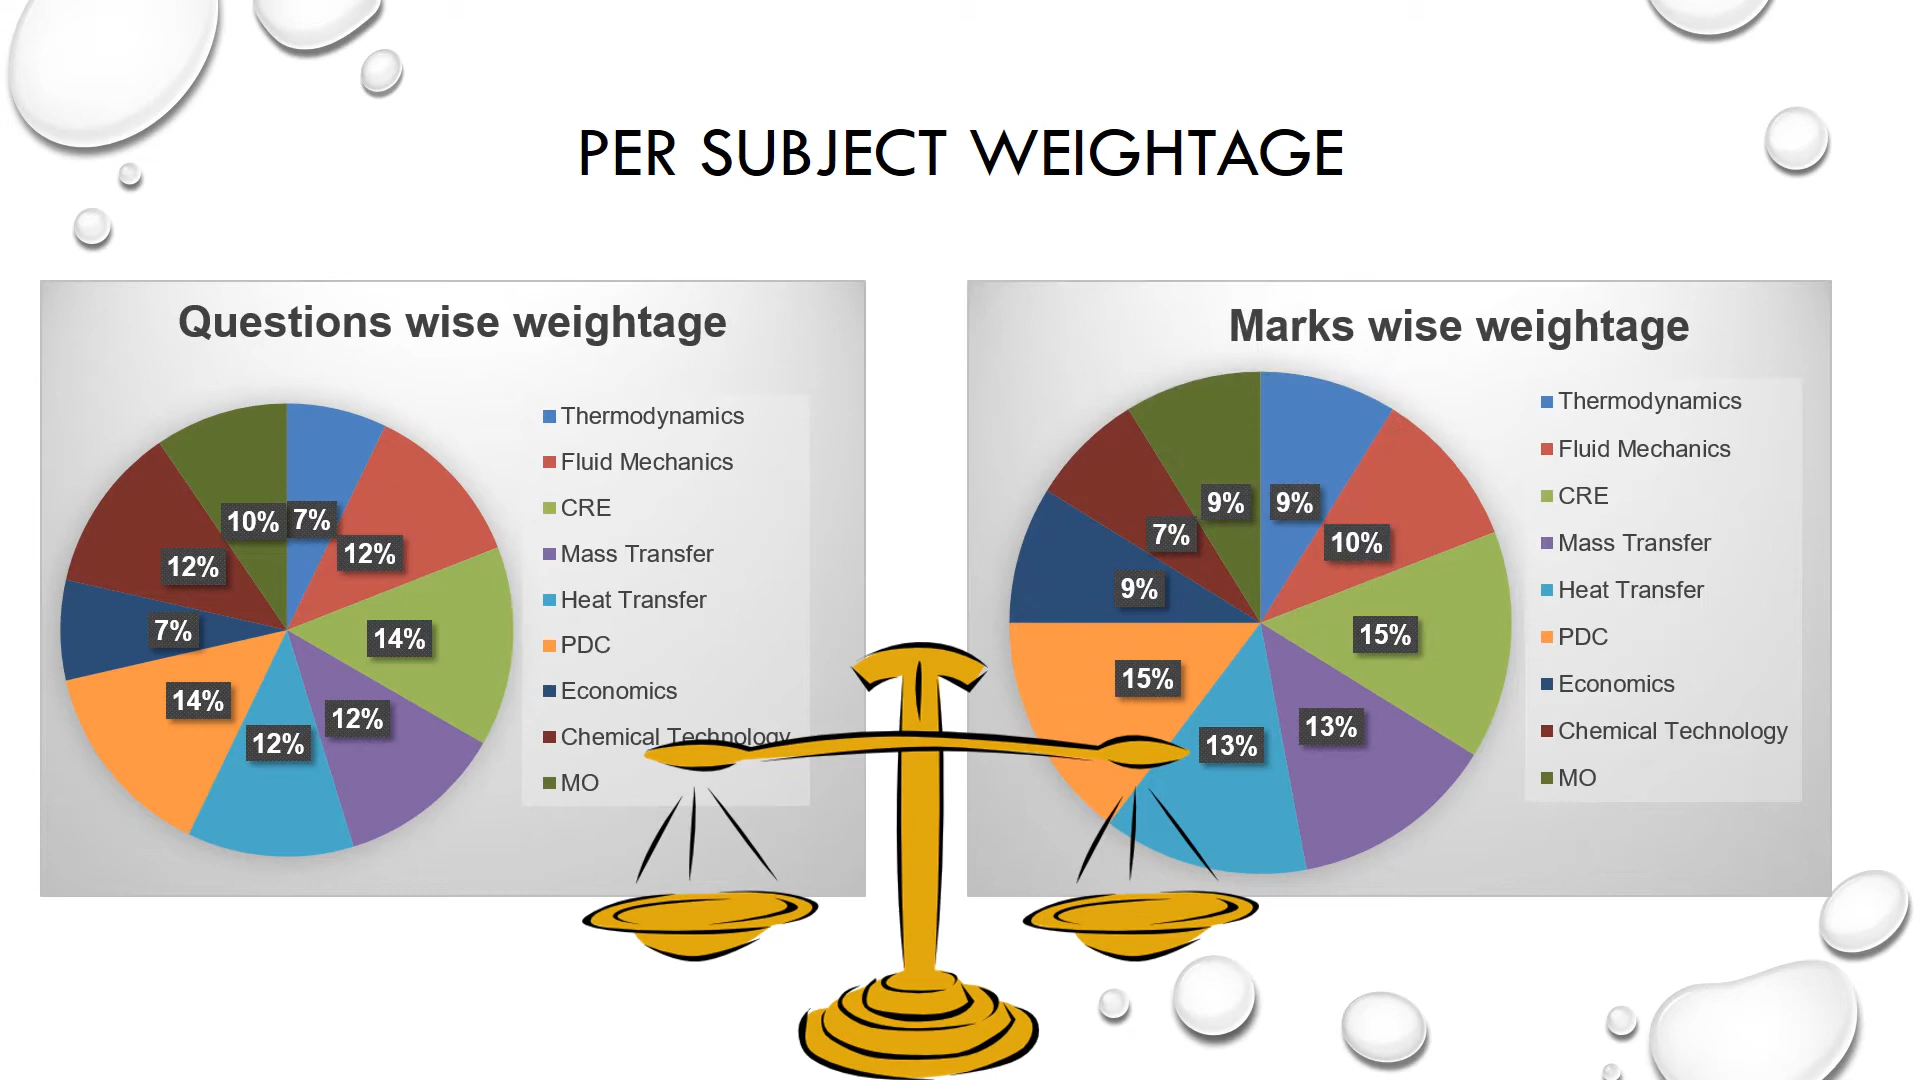 PER SUBJECT WEIGHTAGE
Questions wise weightage
10%
7%
12%
12%
14%
7%
14%
12%
12%
Thermodynamics
Fluid Mechanics
CRE
Mass Transfer
Heat Transfer
PDC
Economics
Chemical Technology
MO
Marks wise weightage
9%
9%
7%
10%
9%
15%
15%
13%
13%
Thermodynamics
Fluid Mechanics
CRE
Mass Transfer
Heat Transfer
PDC
Economics
Chemical Technology
MO